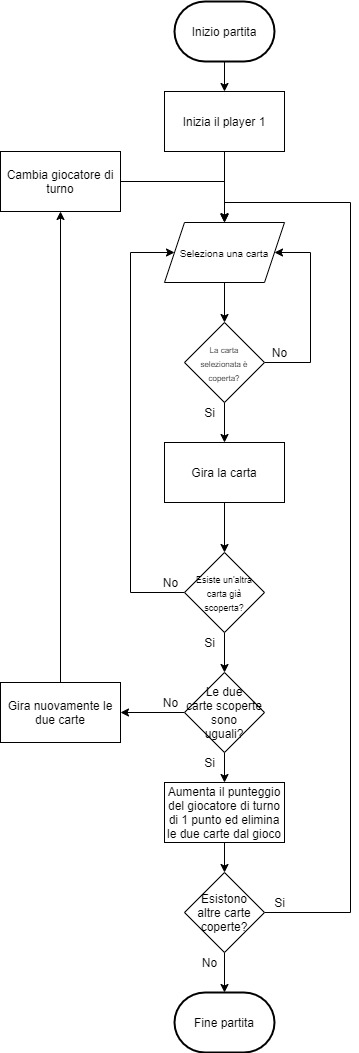 Inizio partita
Inizia il player 1
Cambia giocatore di
turno
Seleziona una carta
La carta
selezionata è
coperta?
No
Si
Gira la carta
Esiste un'altra
carta già
scoperta?
No
Si
Le due
carte scoperte
sono
uguali?
No
Gira nuovamente le
due carte
Si
Aumenta il punteggio
del giocatore di turno
di 1 punto ed elimina
le due carte dal gioco
Esistono
altre carte
coperte?
Si
No
Fine partita